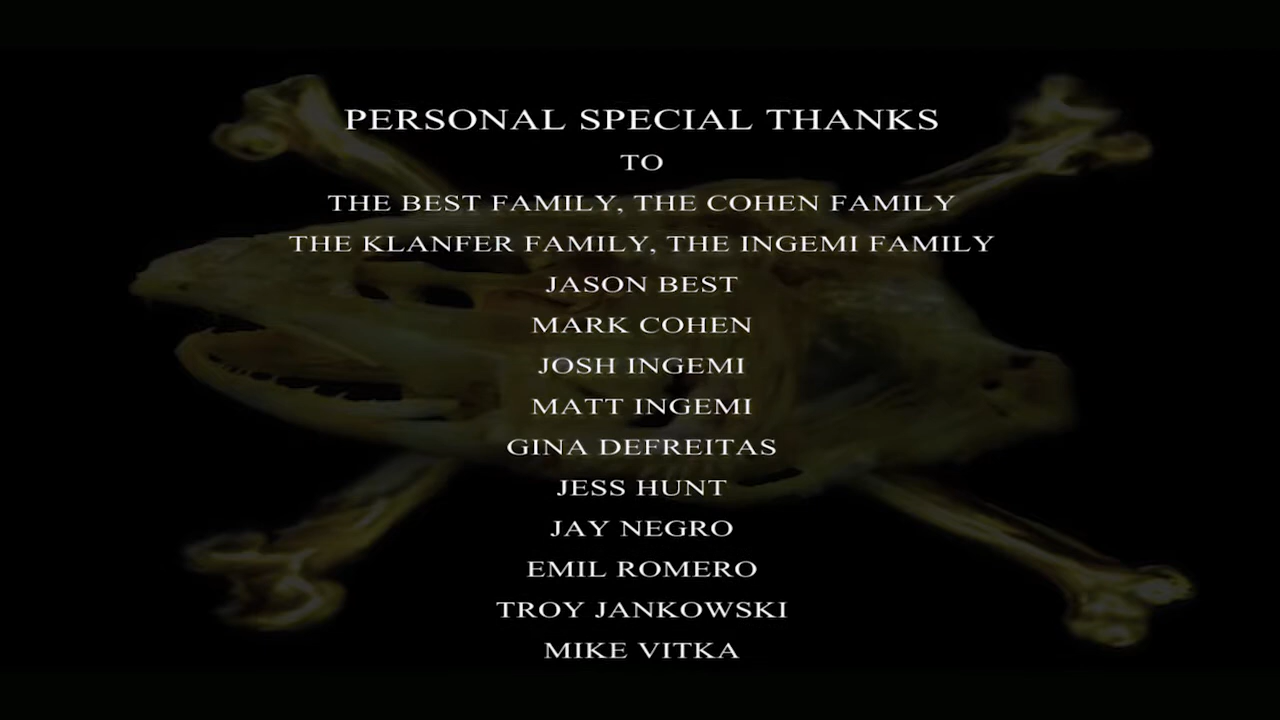 PERSONAL SPECIAL THANKS
TO
THE BEST FAMILY, THE COHEN FAMILY
THE KLANFER FAMILY, THE INGEMI FAMILY
JASON BEST
MARK COHEN
JOSH INGEMI
MATT INGEMI
GINA DEFREITAS
JESS HUNT
JAY NEGRO
EMIL ROMERO
TROY JANKOWSKI
MIKE VITKA